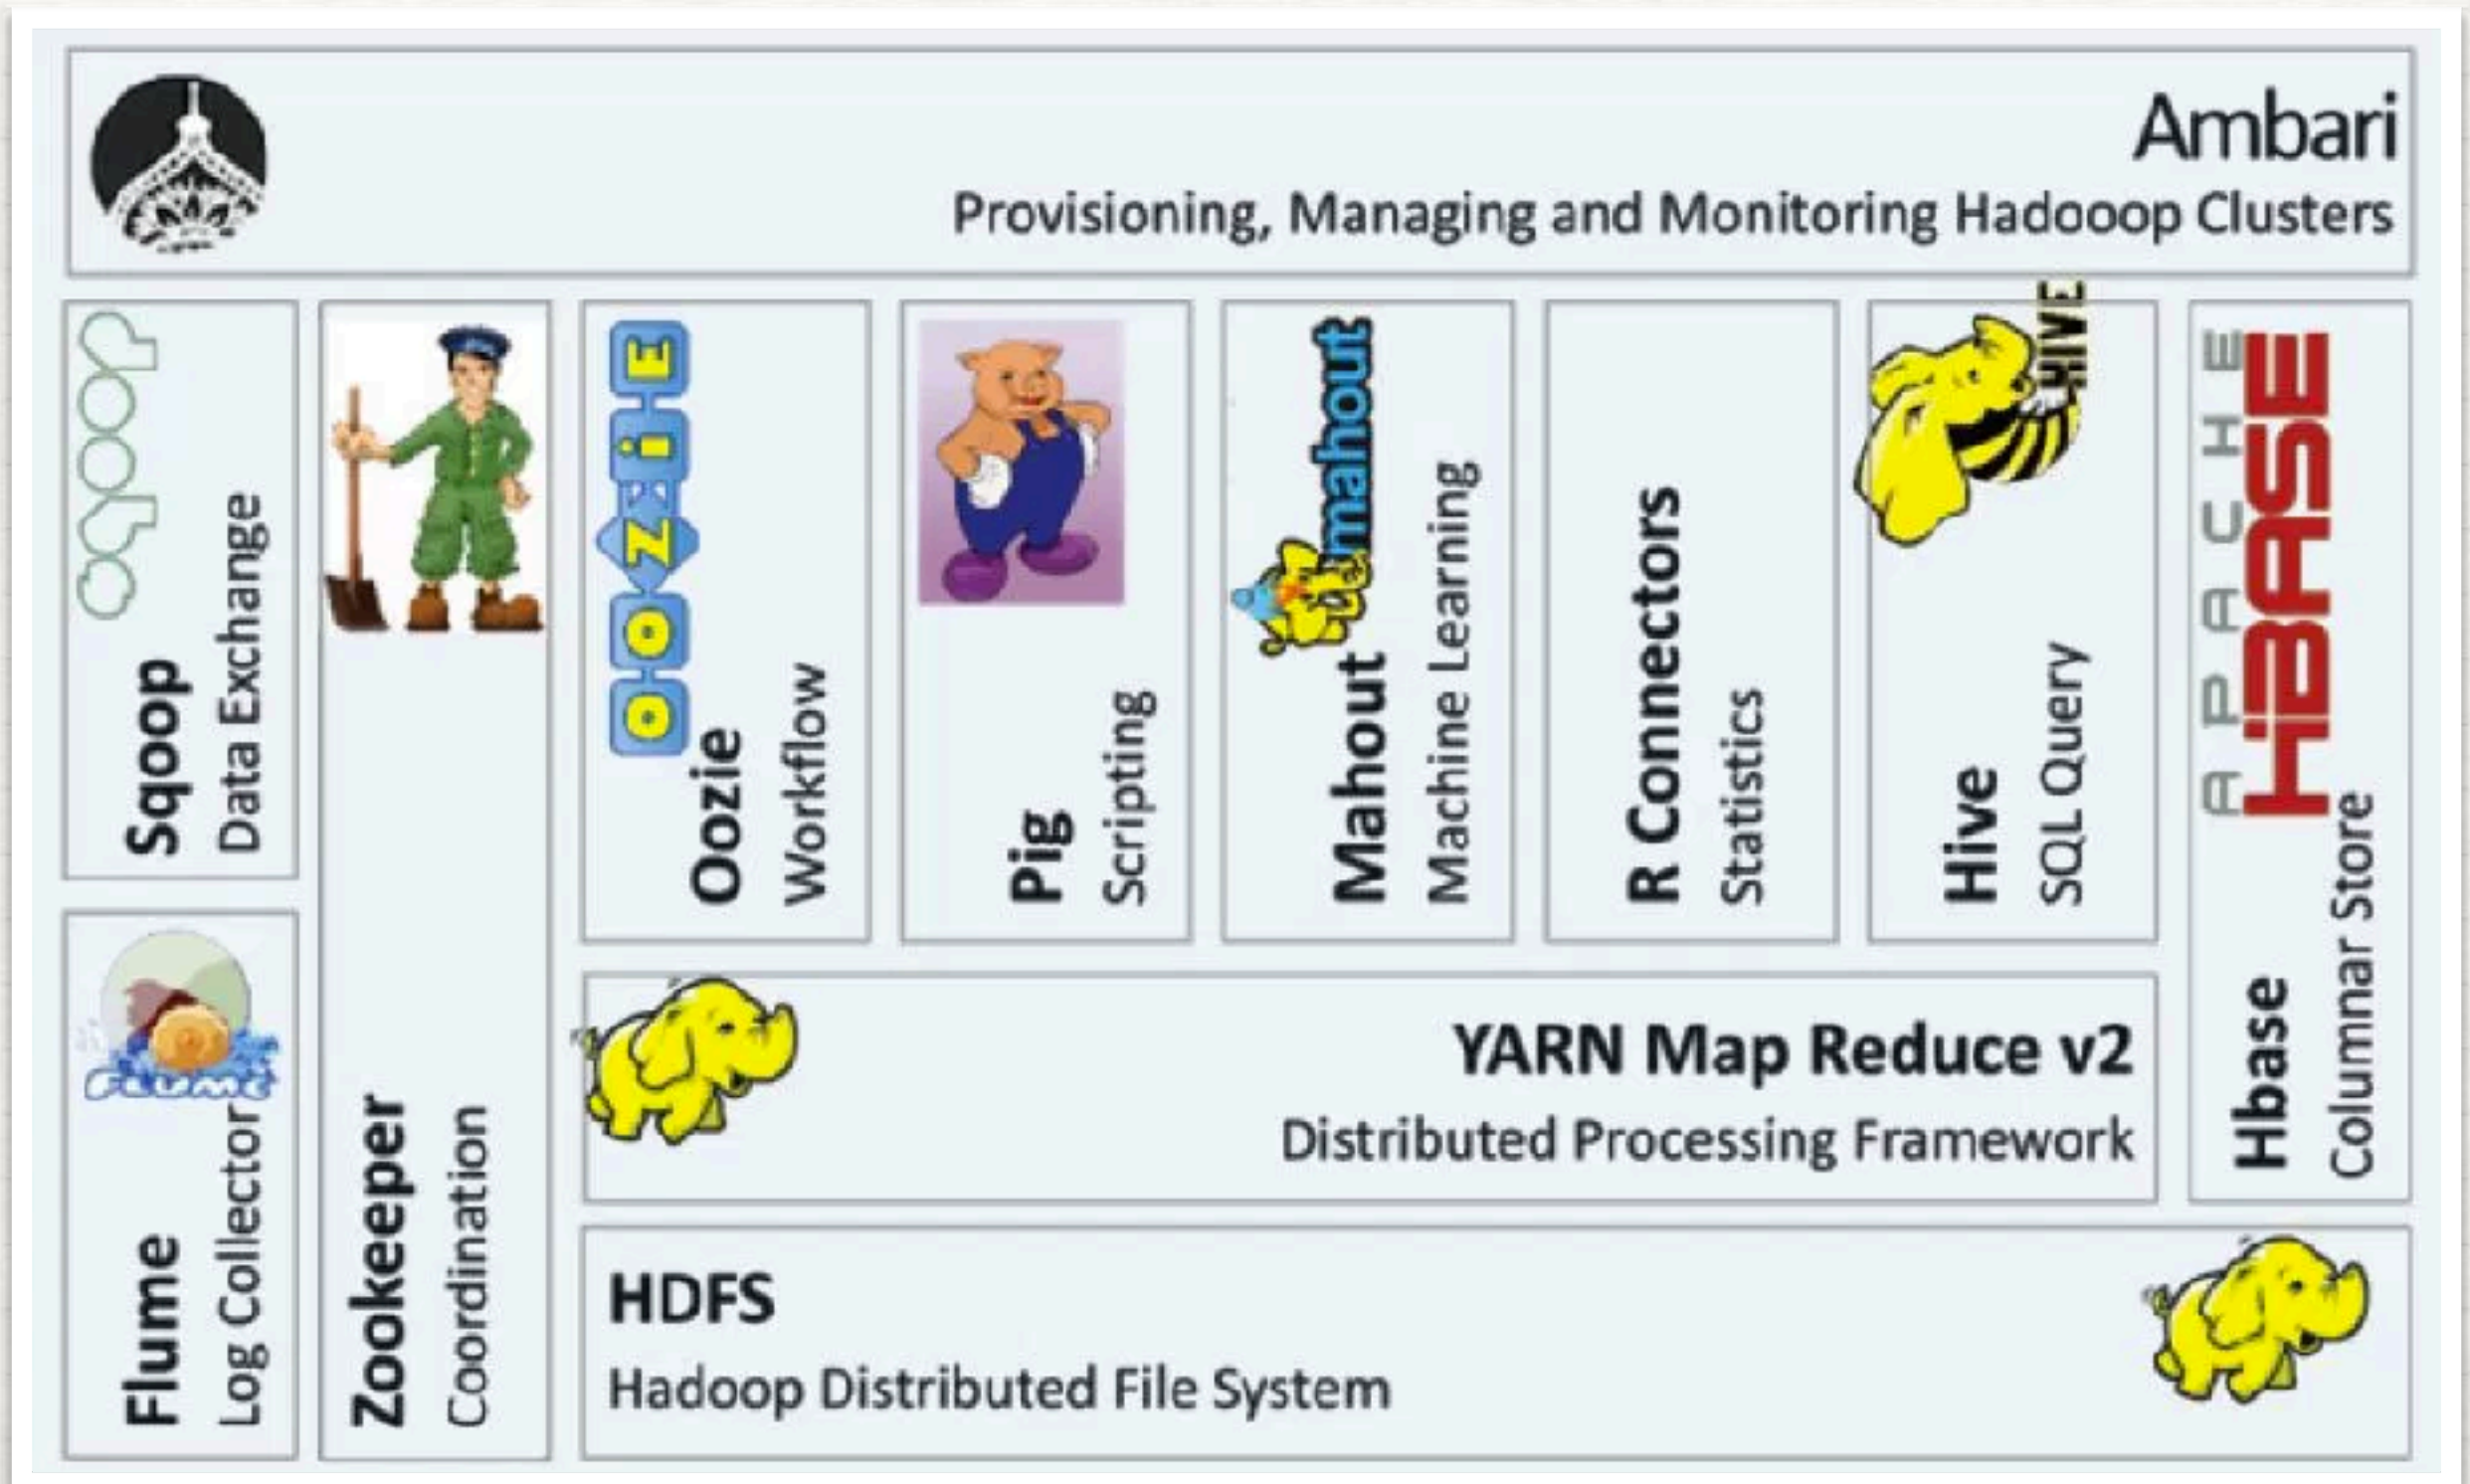 Ambari
Provisioning, Managing and Monitoring Hadooop Clusters
sqoop
Sqoop
Data Exchange
FLUME
Flume
Log Collector
Zookeeper
Coordination
OOZiE
Oozie
Workflow
Pig
Scripting
mahout
Mahout
Machine Learning
R Connectors
Statistics
HIVE
Hive
SQL Query
APACHE
HBASE
Hbase
Columnar Store
YARN Map Reduce v2
Distributed Processing Framework
HDFS
Hadoop Distributed File System